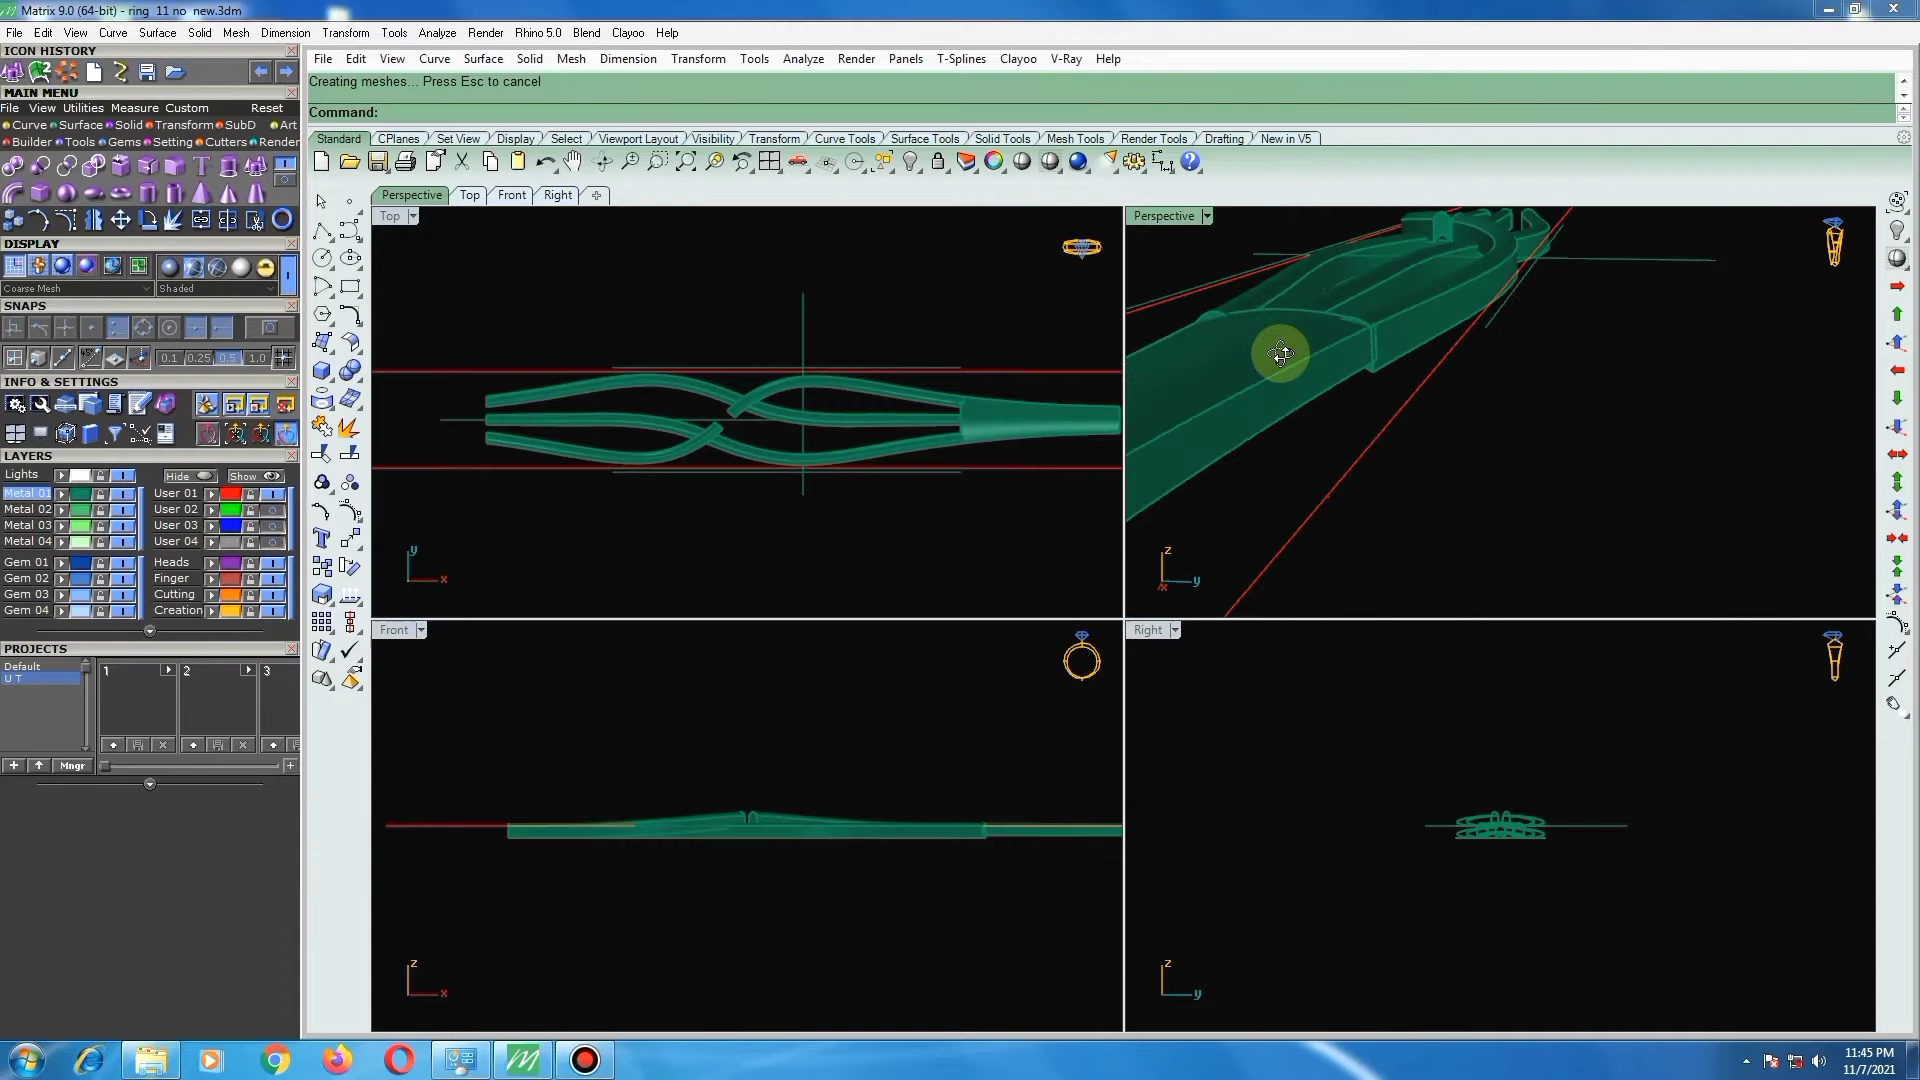 Matrix 9.0 (64-bit) - ring  11 no  new.3dm
File Edit View Curve Surface Solid Mesh Dimension Transform Tools Analyze Render Rhino 5.0 Blend Clayoo Help
ICON HISTORY
MAIN MENU
File View Utilities Measure Custom Reset
Curve Surface Solid Transform SubD Art
Builder Tools Gems Setting Cutters Render
DISPLAY
Coarse Mesh Shaded
SNAPS
0.1 0.25 0.5 1.0
INFO & SETTINGS
LAYERS
Lights Hide Show
Metal 01 User 01
Metal 02 User 02
Metal 03 User 03
Metal 04 User 04
Gem 01 Heads
Gem 02 Finger
Gem 03 Cutting
Gem 04 Creation
PROJECTS
Default
U T
1 2 3
Mngr
File Edit View Curve Surface Solid Mesh Dimension Transform Tools Analyze Render Panels T-Splines Clayoo V-Ray Help
Creating meshes... Press Esc to cancel
Command:
Standard CPlanes Set View Display Select Viewport Layout Visibility Transform Curve Tools Surface Tools Solid Tools Mesh Tools Render Tools Drafting New in V5
Perspective Top Front Right
Top
y
x
Perspective
z
y
x
Front
z
x
Right
z
y
11:45 PM
11/7/2021